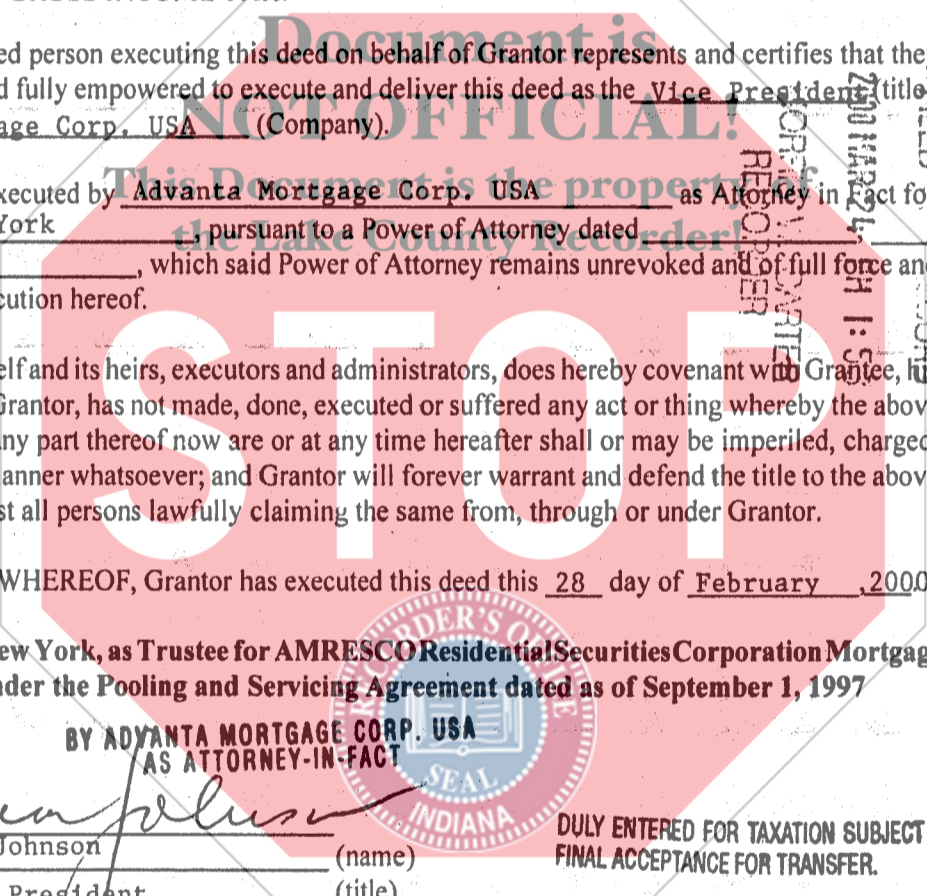 Document is
ed person executing this deed on behalf of Grantor represents and certifies that the
d fully empowered to execute and deliver this deed as the Vice President (title
NOT OFFICIAL!
age Corp. USA (Company).
This Document is the property of
xecuted by Advanta Mortgage Corp. USA as Attorney in Fact fo
York, pursuant to a Power of Attorney dated
the Lake County Recorder!
, which said Power of Attorney remains unrevoked and of full force an
cution hereof.
RECORDER
STOP
elf and its heirs, executors and administrators, does hereby covenant with Grantee, hi
Grantor, has not made, done, executed or suffered any act or thing whereby the abov
any part thereof now are or at any time hereafter shall or may be imperiled, charged
anner whatsoever; and Grantor will forever warrant and defend the title to the abov
st all persons lawfully claiming the same from, through or under Grantor.
WHEREOF, Grantor has executed this deed this 28 day of February ,2000
ew York, as Trustee for AMRESCO Residential Securities Corporation Mortgag
nder the Pooling and Servicing Agreement dated as of September 1, 1997
RECORDER'S OFFICE
SEAL
INDIANA
BY ADVANTA MORTGAGE CORP. USA
AS ATTORNEY-IN-FACT
Johnson
(name)
President
(title)
DULY ENTERED FOR TAXATION SUBJECT
FINAL ACCEPTANCE FOR TRANSFER.